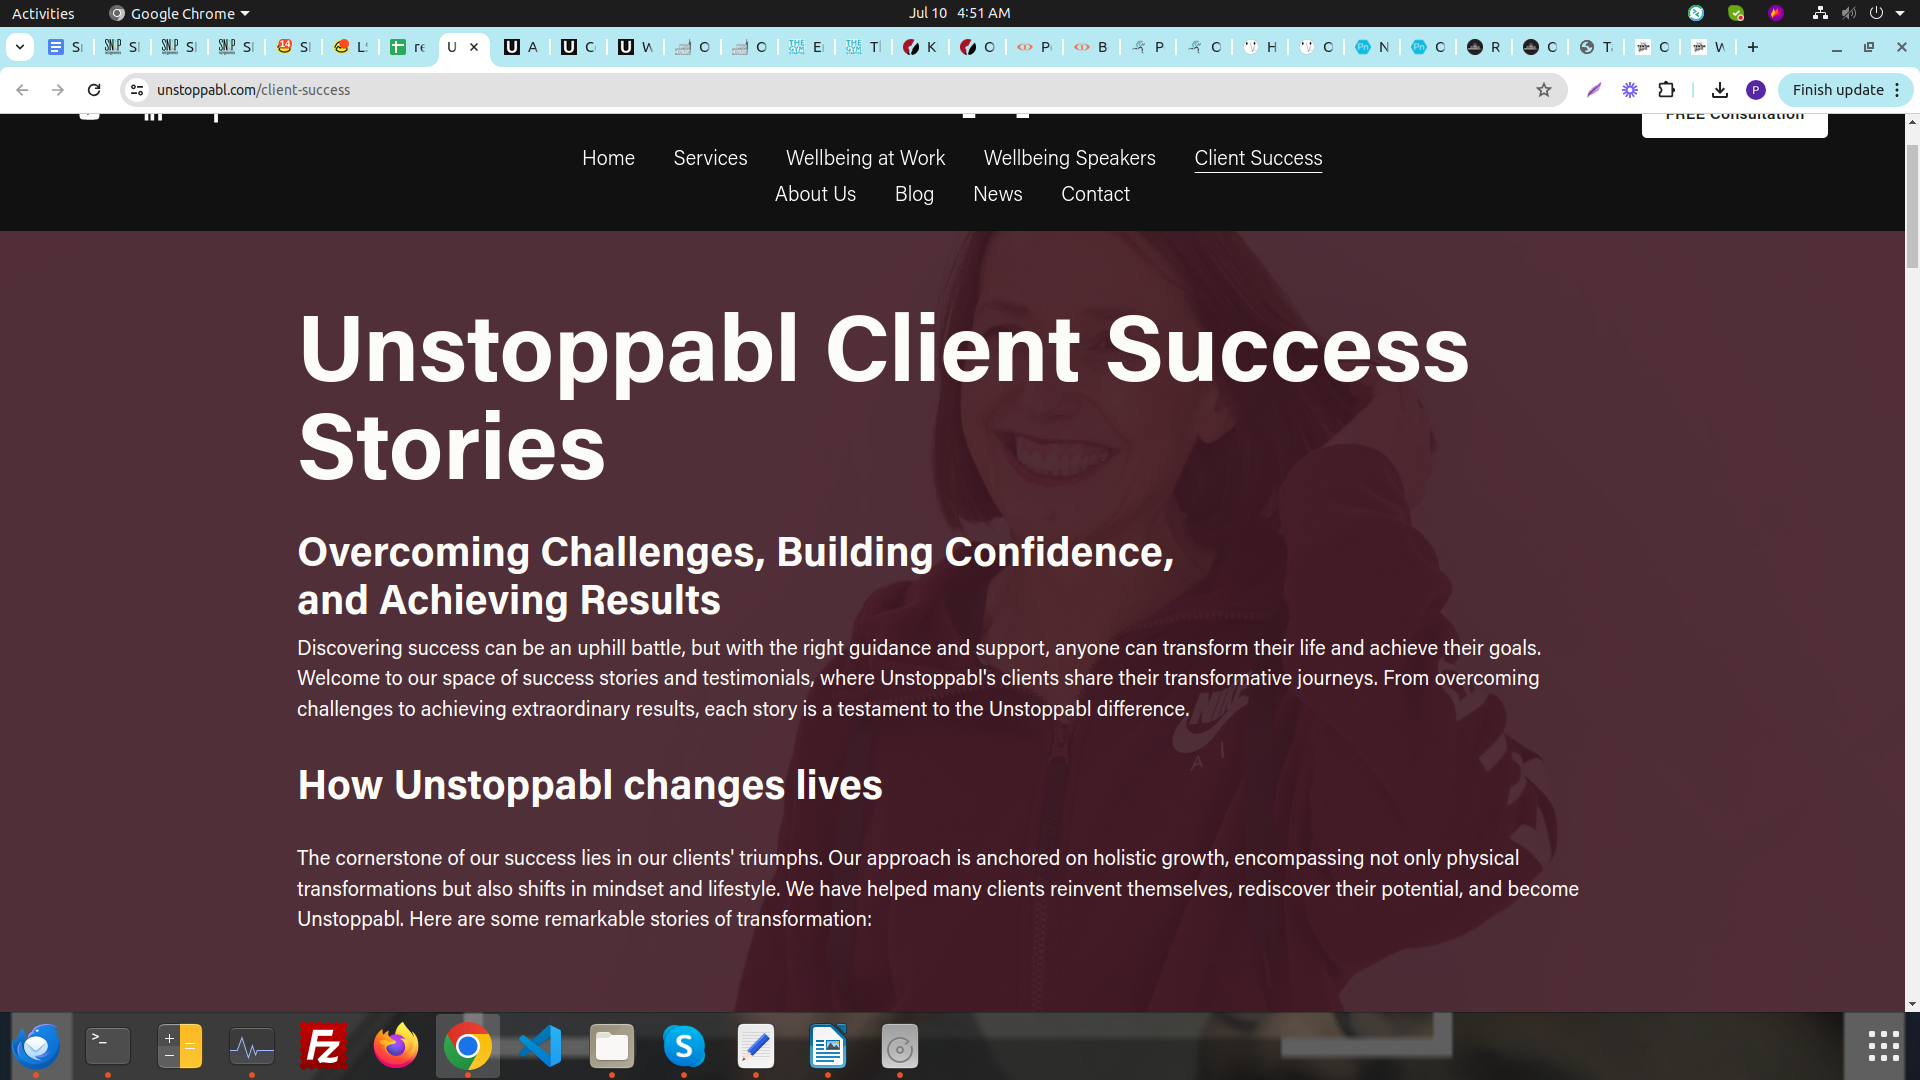 Activities Google Chrome Jul 10 4:51 AM
U A
unstoppabl.com/client-success Finish update
FREE Consultation
Home Services Wellbeing at Work Wellbeing Speakers Client Success
About Us Blog News Contact
Unstoppabl Client Success
Stories
Overcoming Challenges, Building Confidence,
and Achieving Results
Discovering success can be an uphill battle, but with the right guidance and support, anyone can transform their life and achieve their goals.
Welcome to our space of success stories and testimonials, where Unstoppabl's clients share their transformative journeys. From overcoming
challenges to achieving extraordinary results, each story is a testament to the Unstoppabl difference.
NIKE
AI
How Unstoppabl changes lives
The cornerstone of our success lies in our clients' triumphs. Our approach is anchored on holistic growth, encompassing not only physical
transformations but also shifts in mindset and lifestyle. We have helped many clients reinvent themselves, rediscover their potential, and become
Unstoppabl. Here are some remarkable stories of transformation: